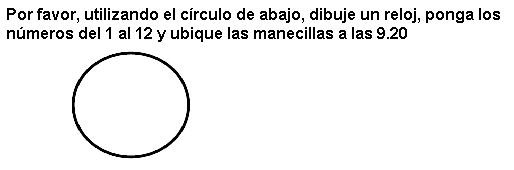 Por favor, utilizando el círculo de abajo, dibuje un reloj, ponga los
números del 1 al 12 y ubique las manecillas a las 9.20